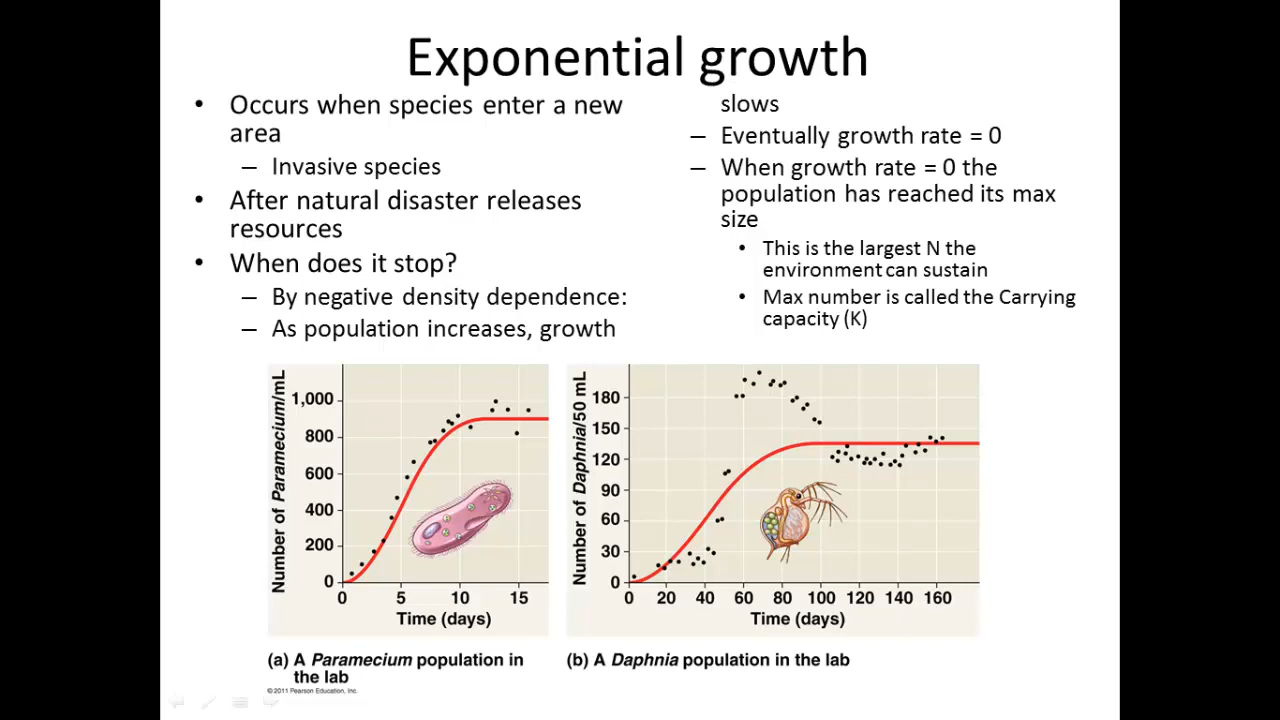 Exponential growth
• Occurs when species enter a new
area
– Invasive species
• After natural disaster releases
resources
• When does it stop?
– By negative density dependence:
– As population increases, growth
slows
– Eventually growth rate = 0
– When growth rate = 0 the
population has reached its max
size
• This is the largest N the
environment can sustain
• Max number is called the Carrying
capacity (K)
Number of Paramecium/mL
1,000
800
600
400
200
0
0 5 10 15
Time (days)
(a) A Paramecium population in
the lab
© 2011 Pearson Education, Inc.
Number of Daphnia/50 mL
180
150
120
90
60
30
0
0 20 40 60 80 100 120 140 160
Time (days)
(b) A Daphnia population in the lab